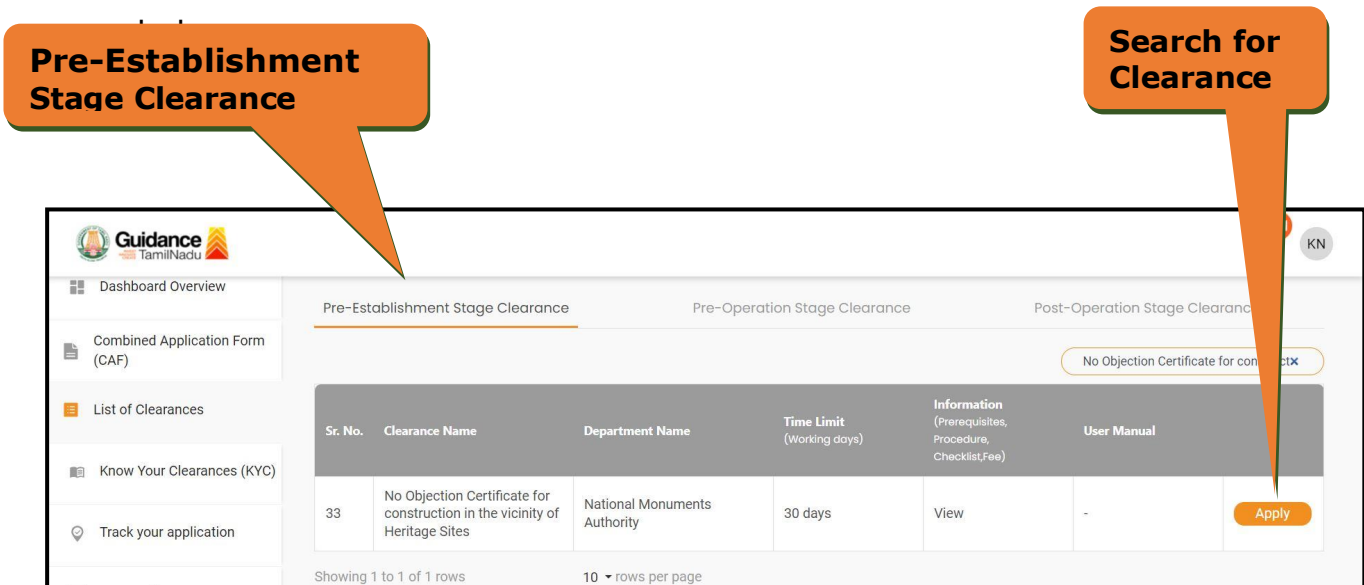 Pre-Establishment
Stage Clearance
Search for
Clearance
Guidance
TamilNadu
KN
Dashboard Overview
Combined Application Form
(CAF)
List of Clearances
Know Your Clearances (KYC)
Track your application
Pre-Establishment Stage Clearance
Pre-Operation Stage Clearance
Post-Operation Stage Clearanc
No Objection Certificate for con ct×
Sr. No.
Clearance Name
Department Name
Time Limit
(Working days)
Information
(Prerequisites,
Procedure,
Checklist,Fee)
User Manual
33
No Objection Certificate for
construction in the vicinity of
Heritage Sites
National Monuments
Authority
30 days
View
-
Apply
Showing 1 to 1 of 1 rows
10 rows per page